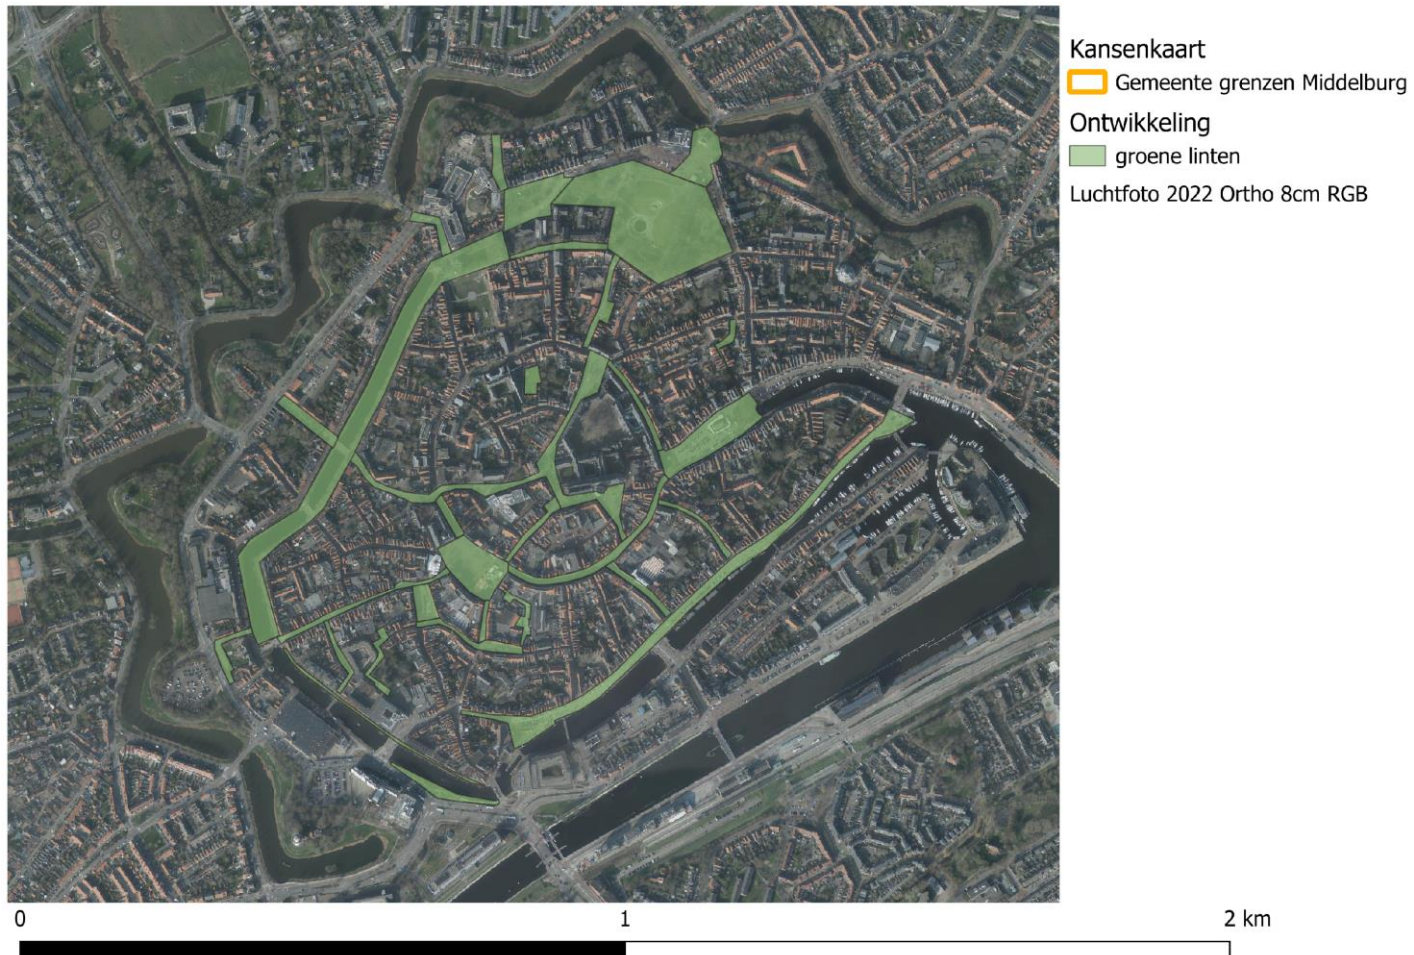 Kansenkaart
Gemeente grenzen Middelburg
Ontwikkeling
groene linten
Luchtfoto 2022 Ortho 8cm RGB
0 1 2 km